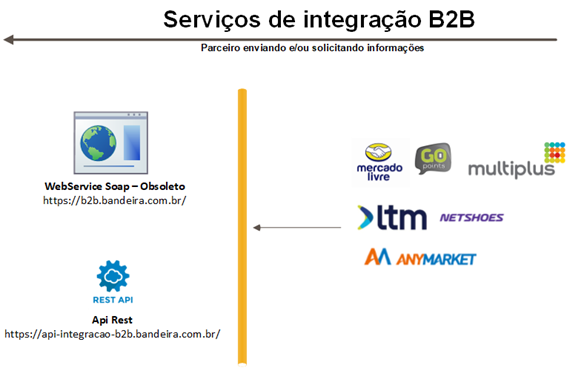 Serviços de integração B2B
Parceiro enviando e/ou solicitando informações
WebService Soap – Obsoleto
https://b2b.bandeira.com.br/
mercado
livre
GO
points
multiplus
ltm
NETSHOES
ANYMARKET
REST API
Api Rest
https://api-integracao-b2b.bandeira.com.br/